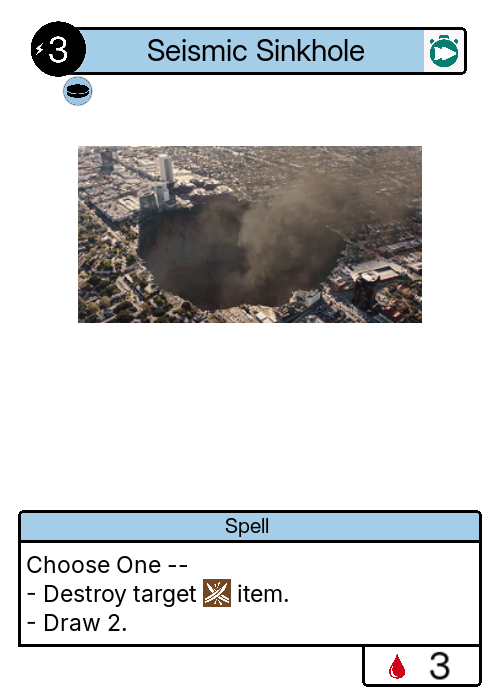 3
Seismic Sinkhole
Spell
Choose One --
- Destroy target item.
- Draw 2.
3